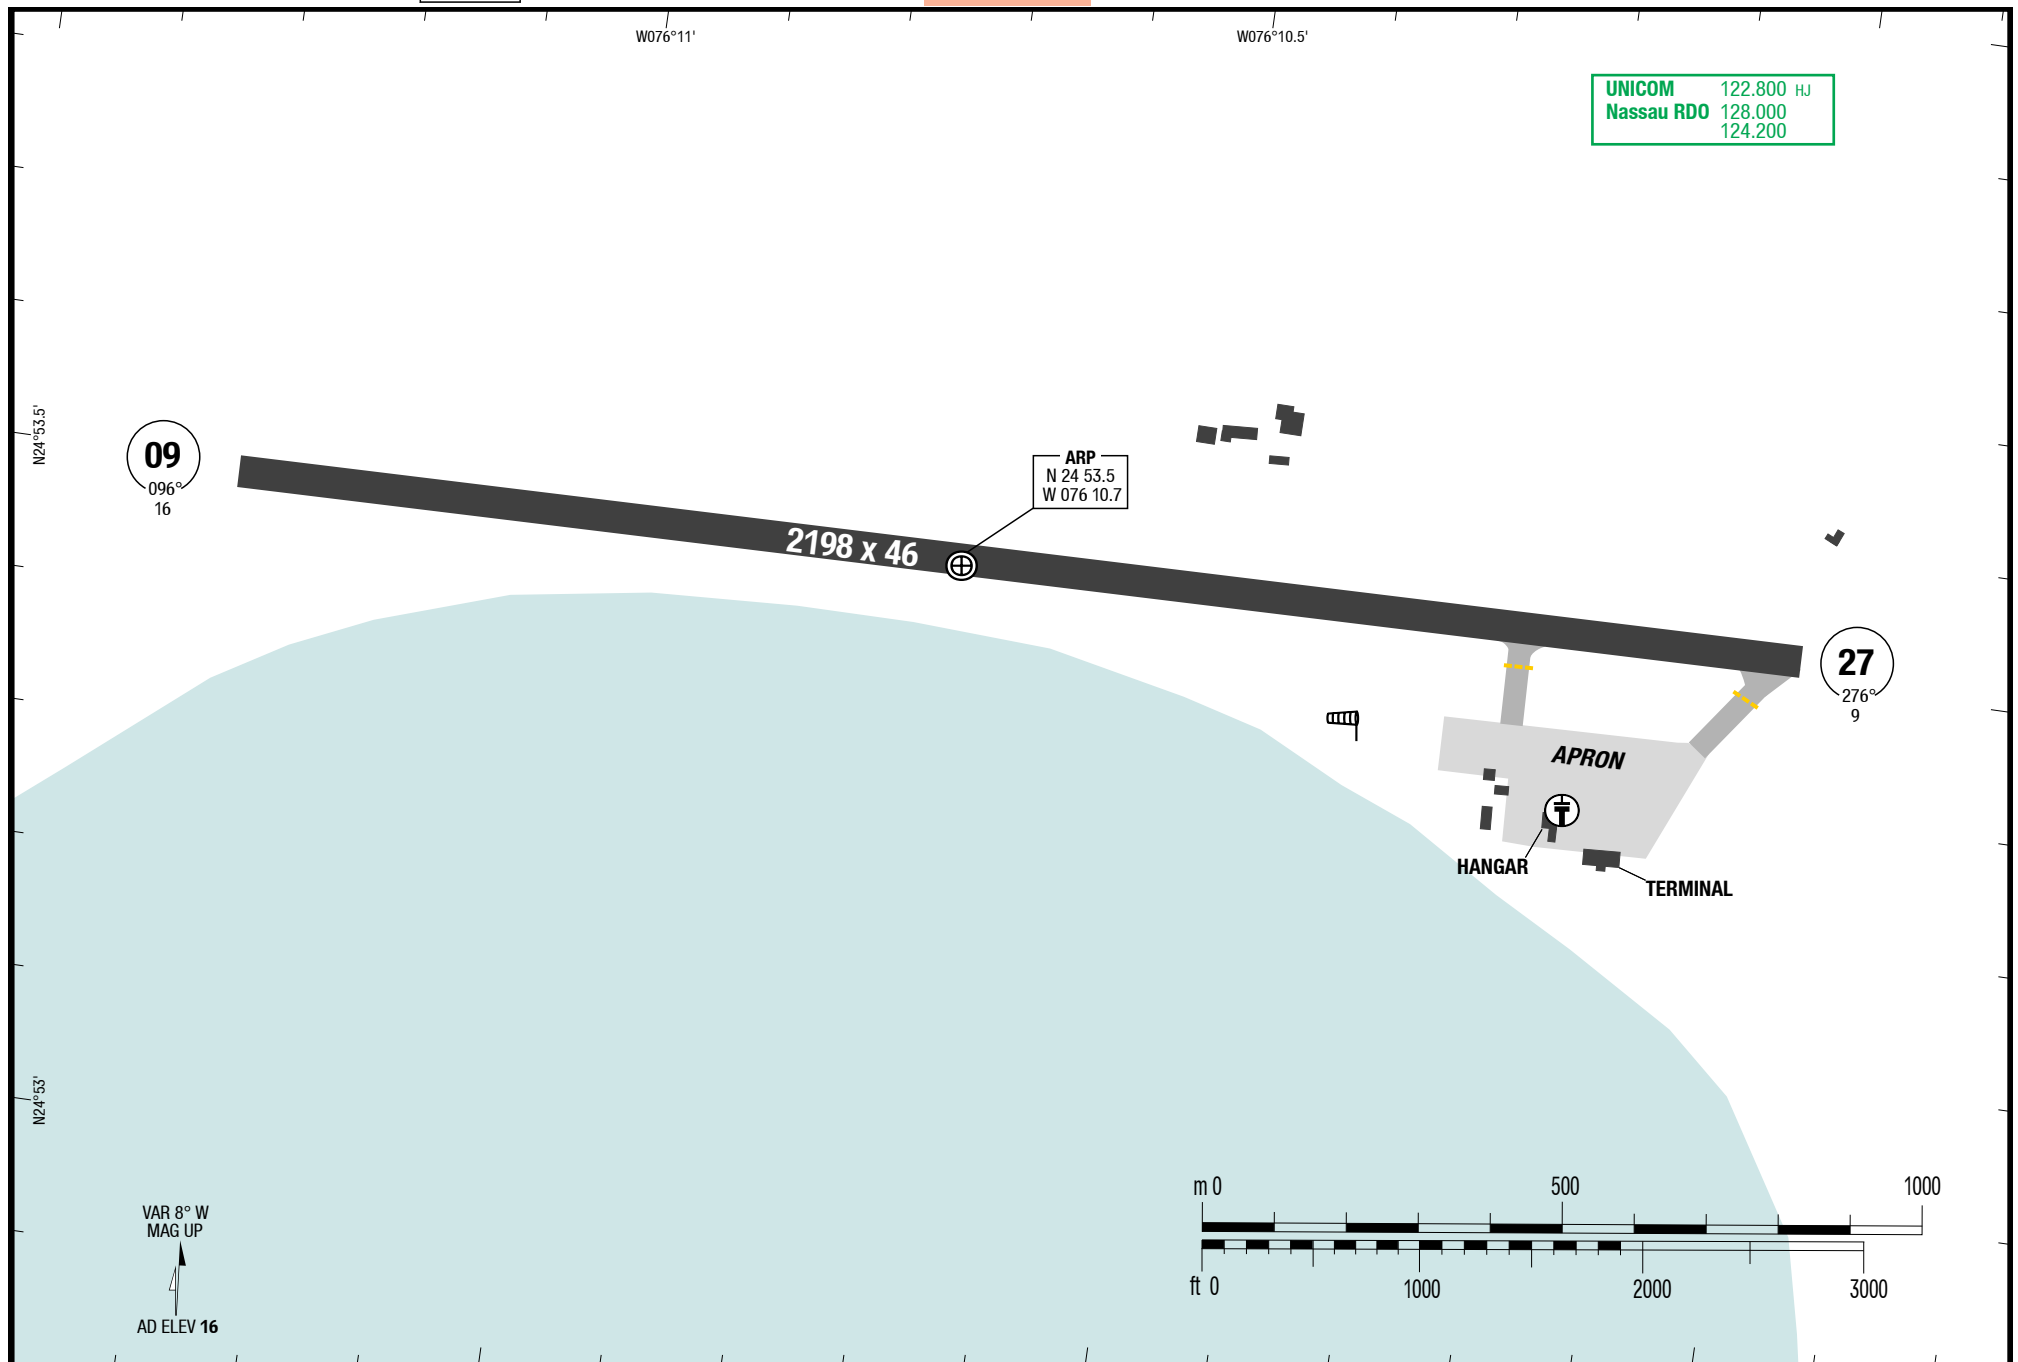 W076°11'
W076°10.5'
UNICOM 122.800 HJ
Nassau RDO 128.000
124.200
N24°53.5'
09
096°
16
ARP
N 24 53.5
W 076 10.7
2198 x 46
27
276°
9
APRON
HANGAR
TERMINAL
N24°53'
m 0 500 1000
ft 0 1000 2000 3000
VAR 8° W
MAG UP
AD ELEV 16